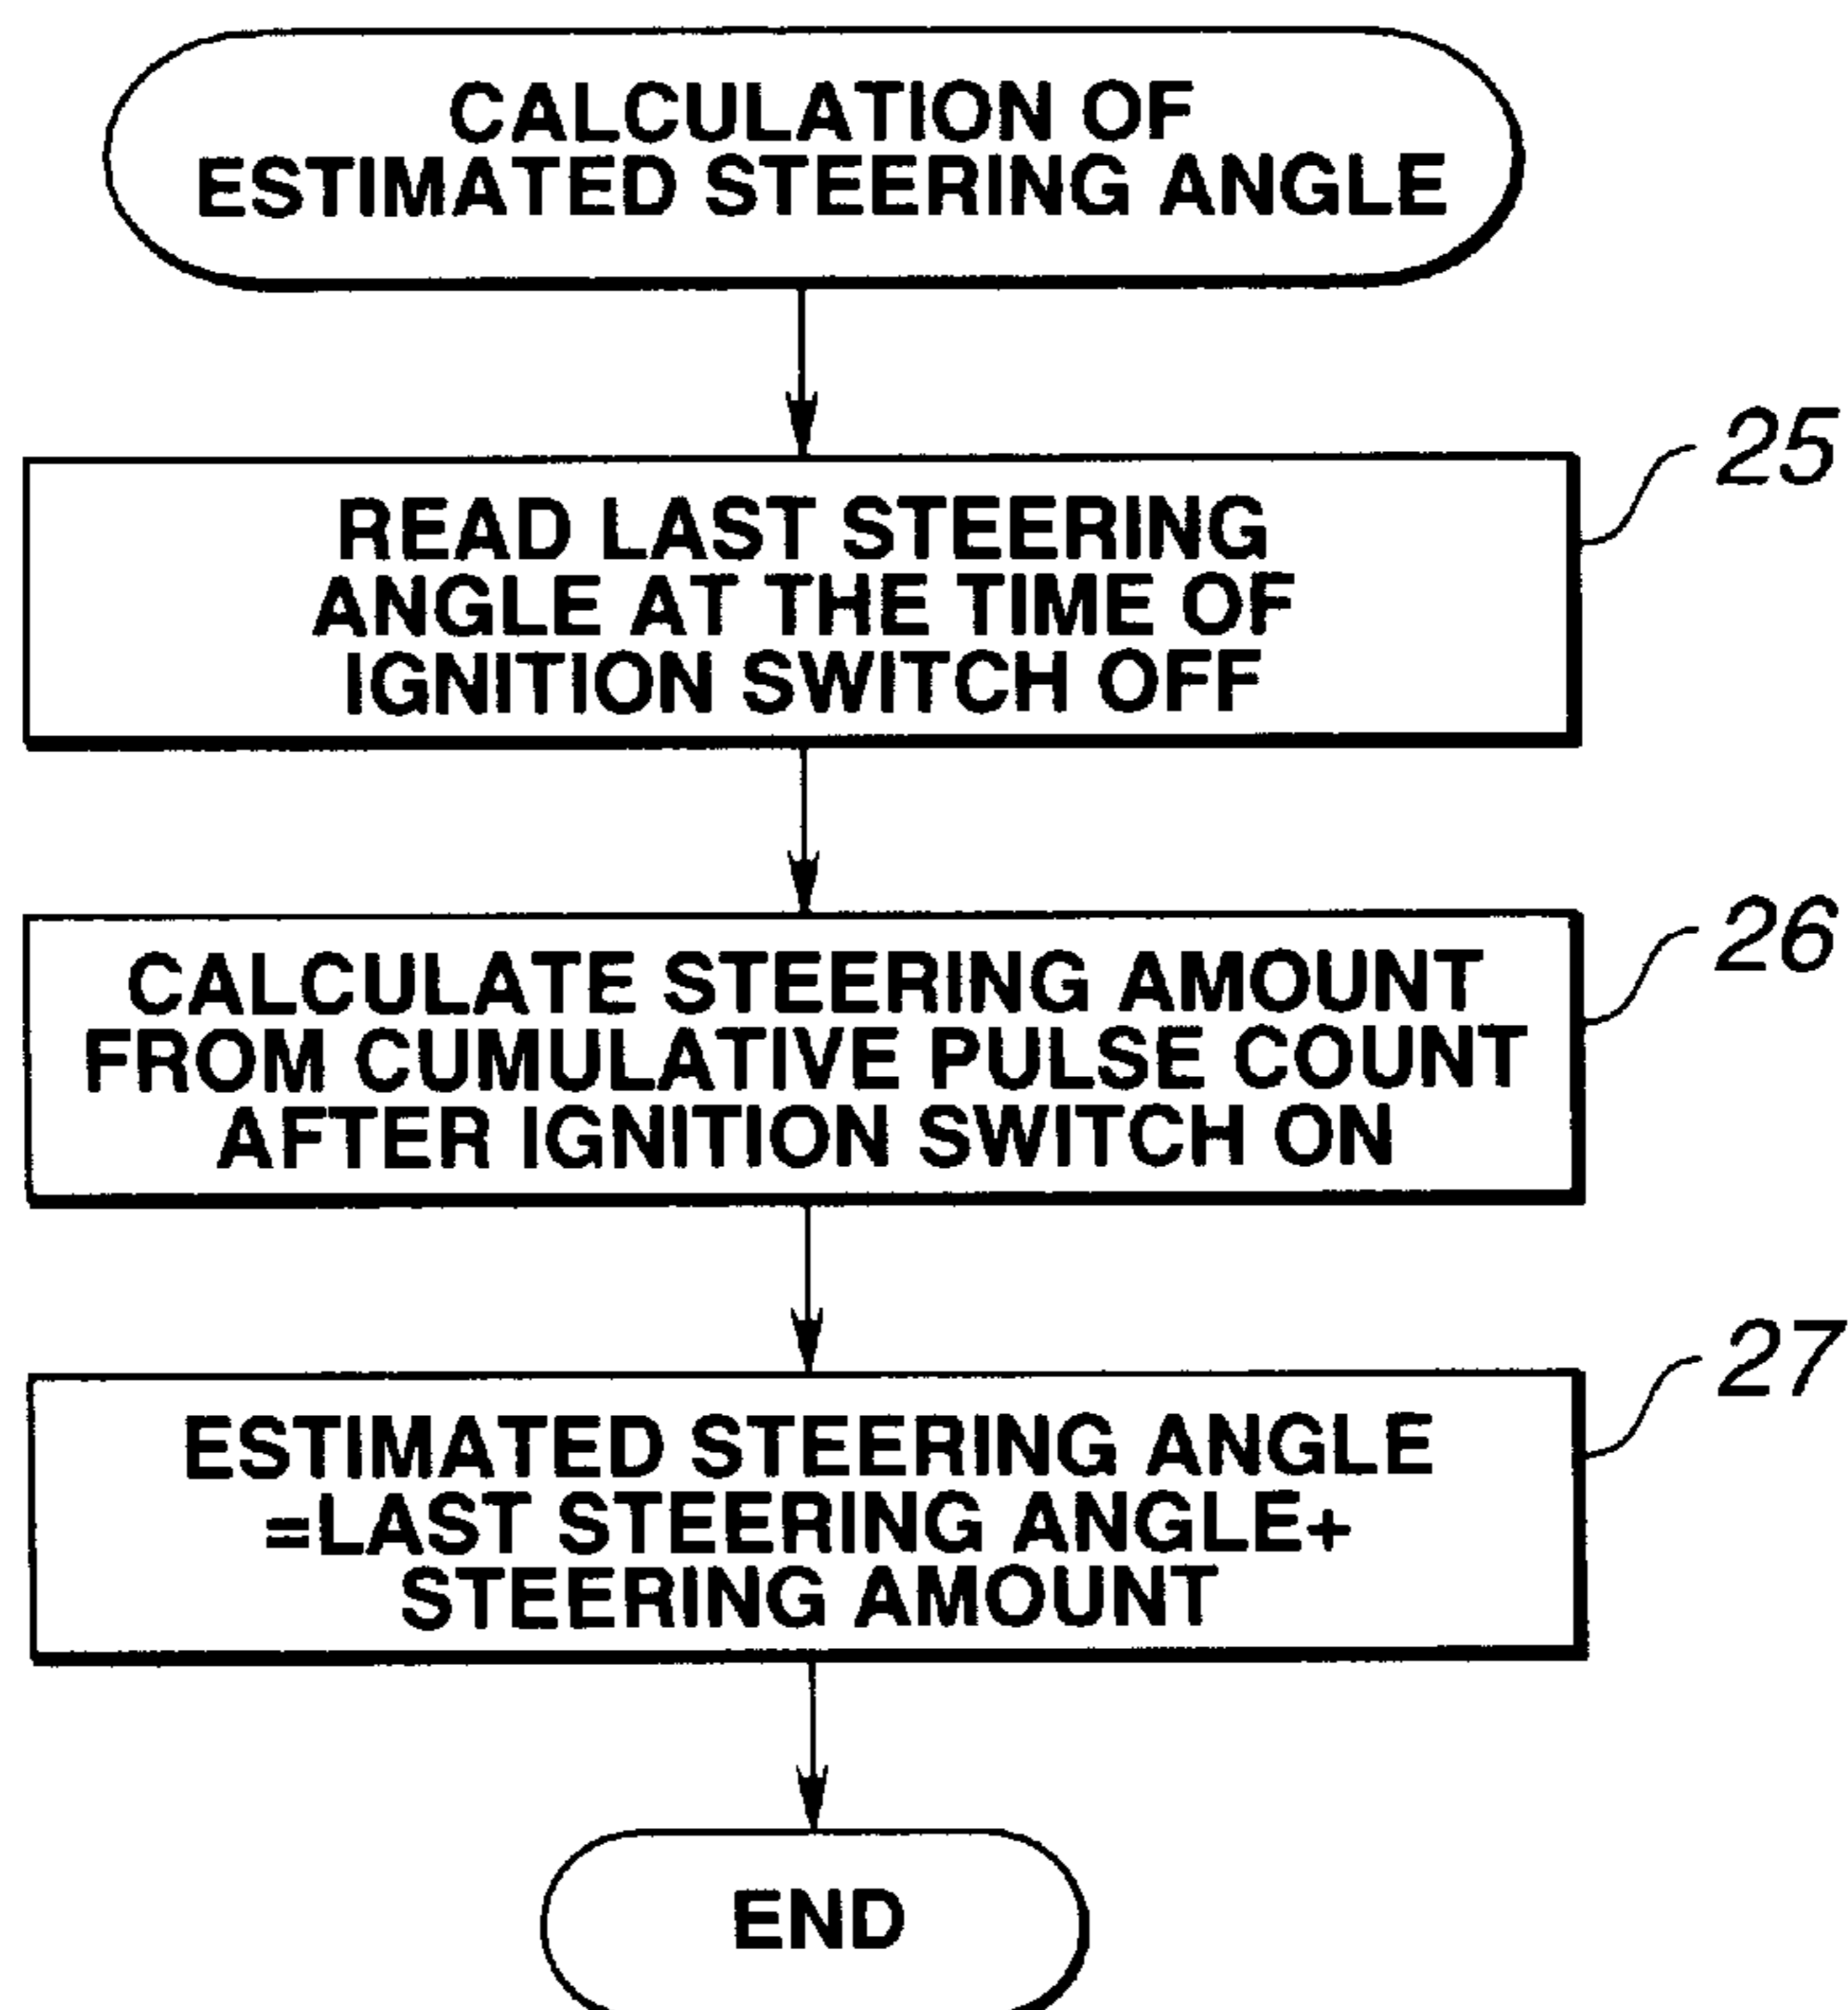 CALCULATION OF
ESTIMATED STEERING ANGLE
25
READ LAST STEERING
ANGLE AT THE TIME OF
IGNITION SWITCH OFF
26
CALCULATE STEERING AMOUNT
FROM CUMULATIVE PULSE COUNT
AFTER IGNITION SWITCH ON
27
ESTIMATED STEERING ANGLE
=LAST STEERING ANGLE+
STEERING AMOUNT
END